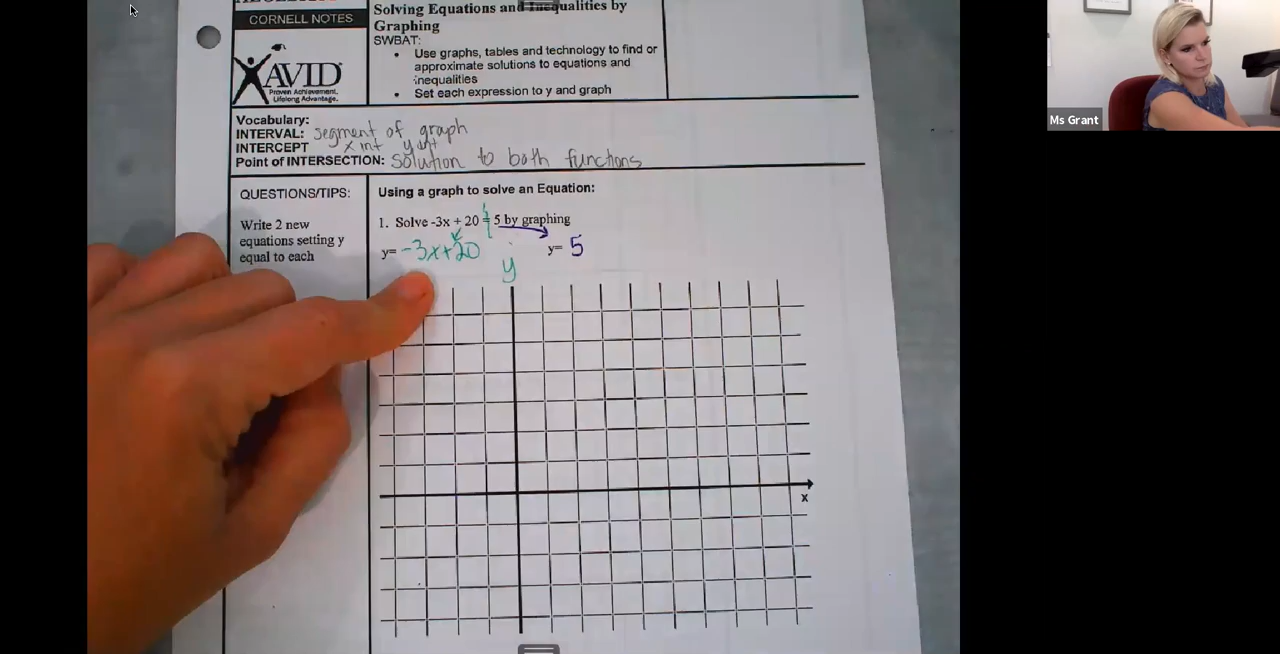 CORNELL NOTES
AVID
Proven Achievement.
Lifelong Advantage.
Solving Equations and Inequalities by
Graphing
SWBAT:
• Use graphs, tables and technology to find or
approximate solutions to equations and
inequalities
• Set each expression to y and graph
Vocabulary:
INTERVAL: segment of graph
INTERCEPT x int y int
Point of INTERSECTION: solution to both functions
QUESTIONS/TIPS:
Write 2 new
equations setting y
equal to each
Using a graph to solve an Equation:
1. Solve -3x + 20 = 5 by graphing
y= -3x+20 y= 5
y
x
Ms Grant